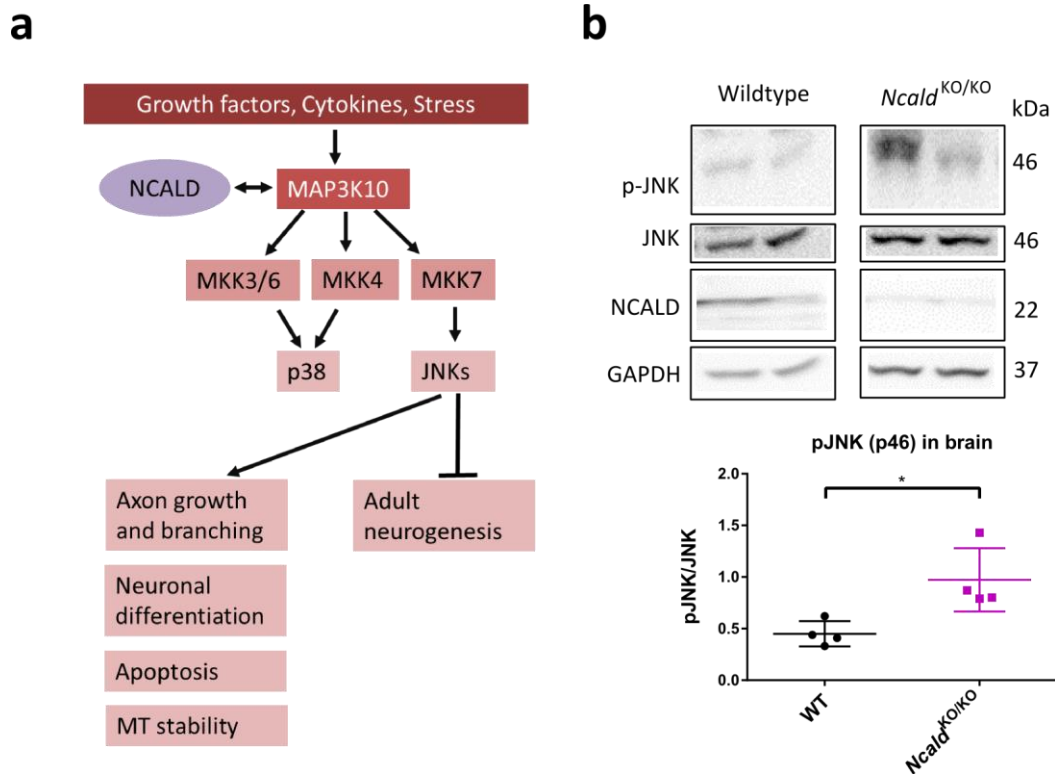 a
Growth factors, Cytokines, Stress
NCALD
MAP3K10
MKK3/6
MKK4
MKK7
p38
JNKs
Axon growth
and branching
Adult
neurogenesis
Neuronal
differentiation
Apoptosis
MT stability
b
Wildtype
Ncald KO/KO
kDa
p-JNK
46
JNK
46
NCALD
22
GAPDH
37
pJNK (p46) in brain
*
pJNK/JNK
2.0
1.5
1.0
0.5
0.0
WT
Ncald KO/KO